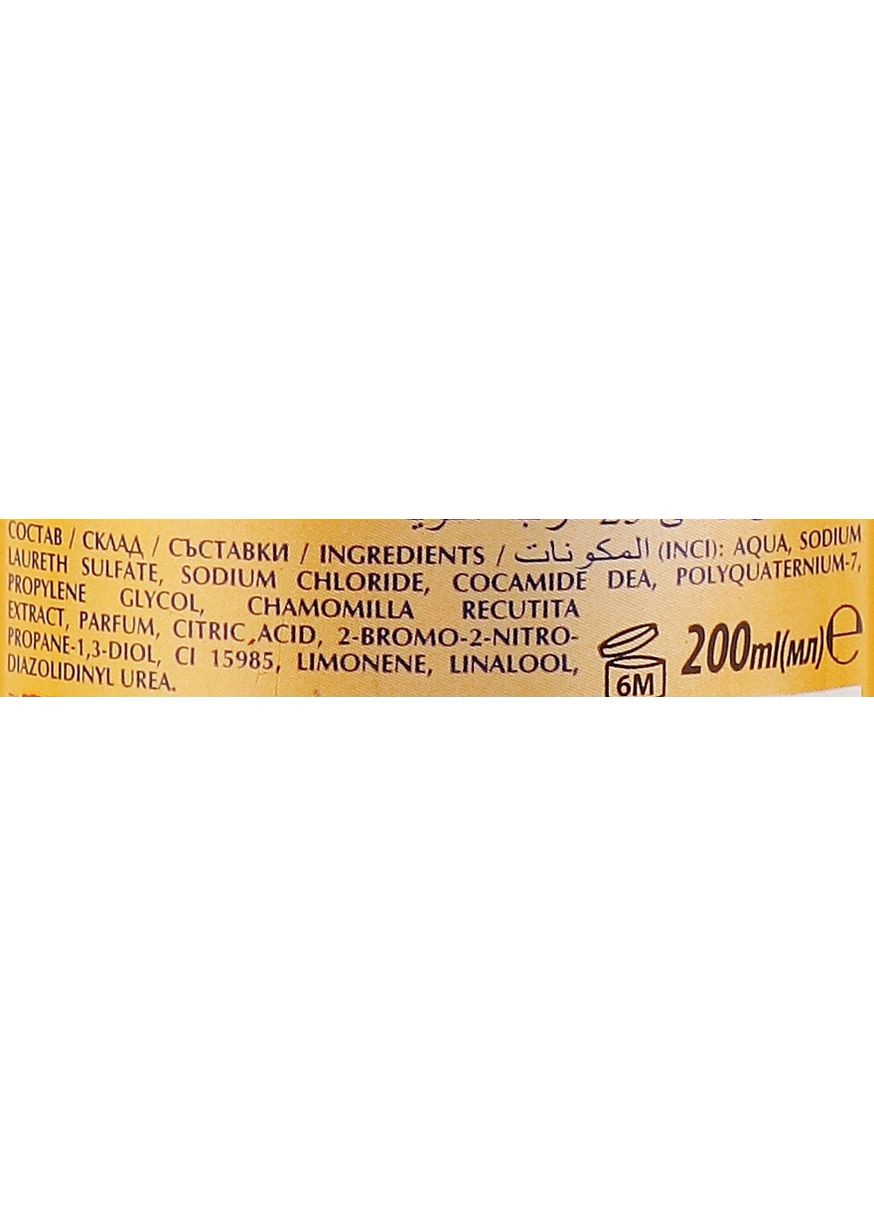 СОСТАВ / СКЛАД / СЪСТАВКИ / INGREDIENTS / المكونات (INCI): AQUA, SODIUM
LAURETH SULFATE, SODIUM CHLORIDE, COCAMIDE DEA, POLYQUATERNIUM-7,
PROPYLENE GLYCOL, CHAMOMILLA RECUTITA
EXTRACT, PARFUM, CITRIC ACID, 2-BROMO-2-NITRO-
PROPANE-1,3-DIOL, CI 15985, LIMONENE, LINALOOL,
DIAZOLIDINYL UREA.
6M
200ml(мл)℮